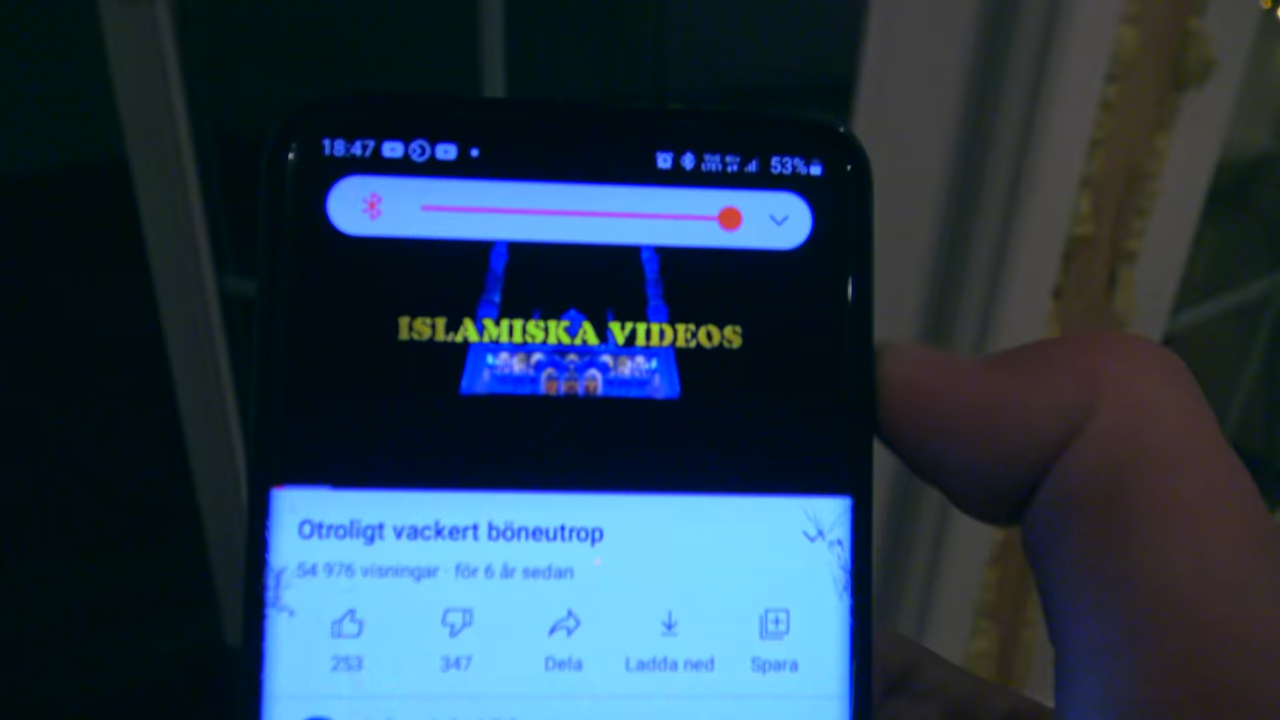 18:47 53%
ISLAMISKA VIDEOS
Otroligt vackert böneutrop
54 976 visningar · för 6 år sedan
253 347 Dela Ladda ned Spara